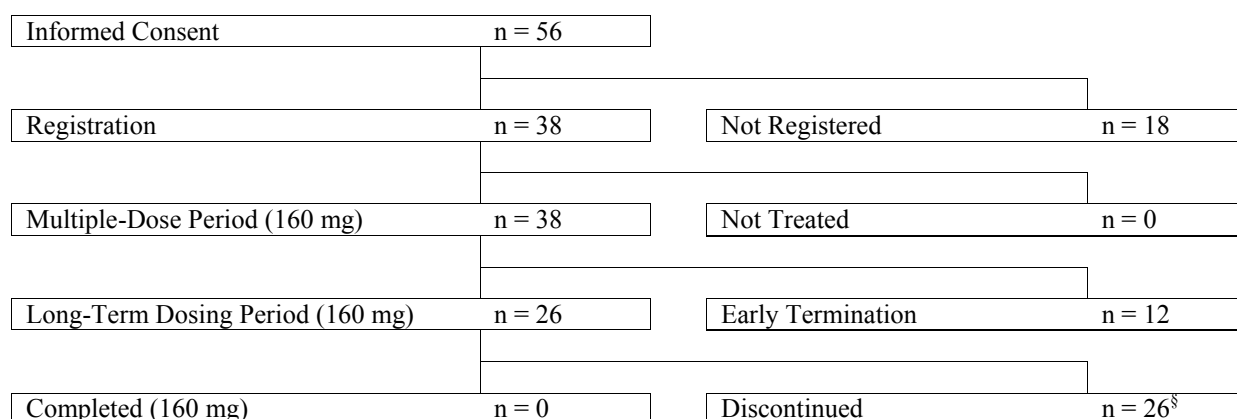 Informed Consent n = 56
Registration n = 38 Not Registered n = 18
Multiple-Dose Period (160 mg) n = 38 Not Treated n = 0
Long-Term Dosing Period (160 mg) n = 26 Early Termination n = 12
Completed (160 mg) n = 0 Discontinued n = 26§